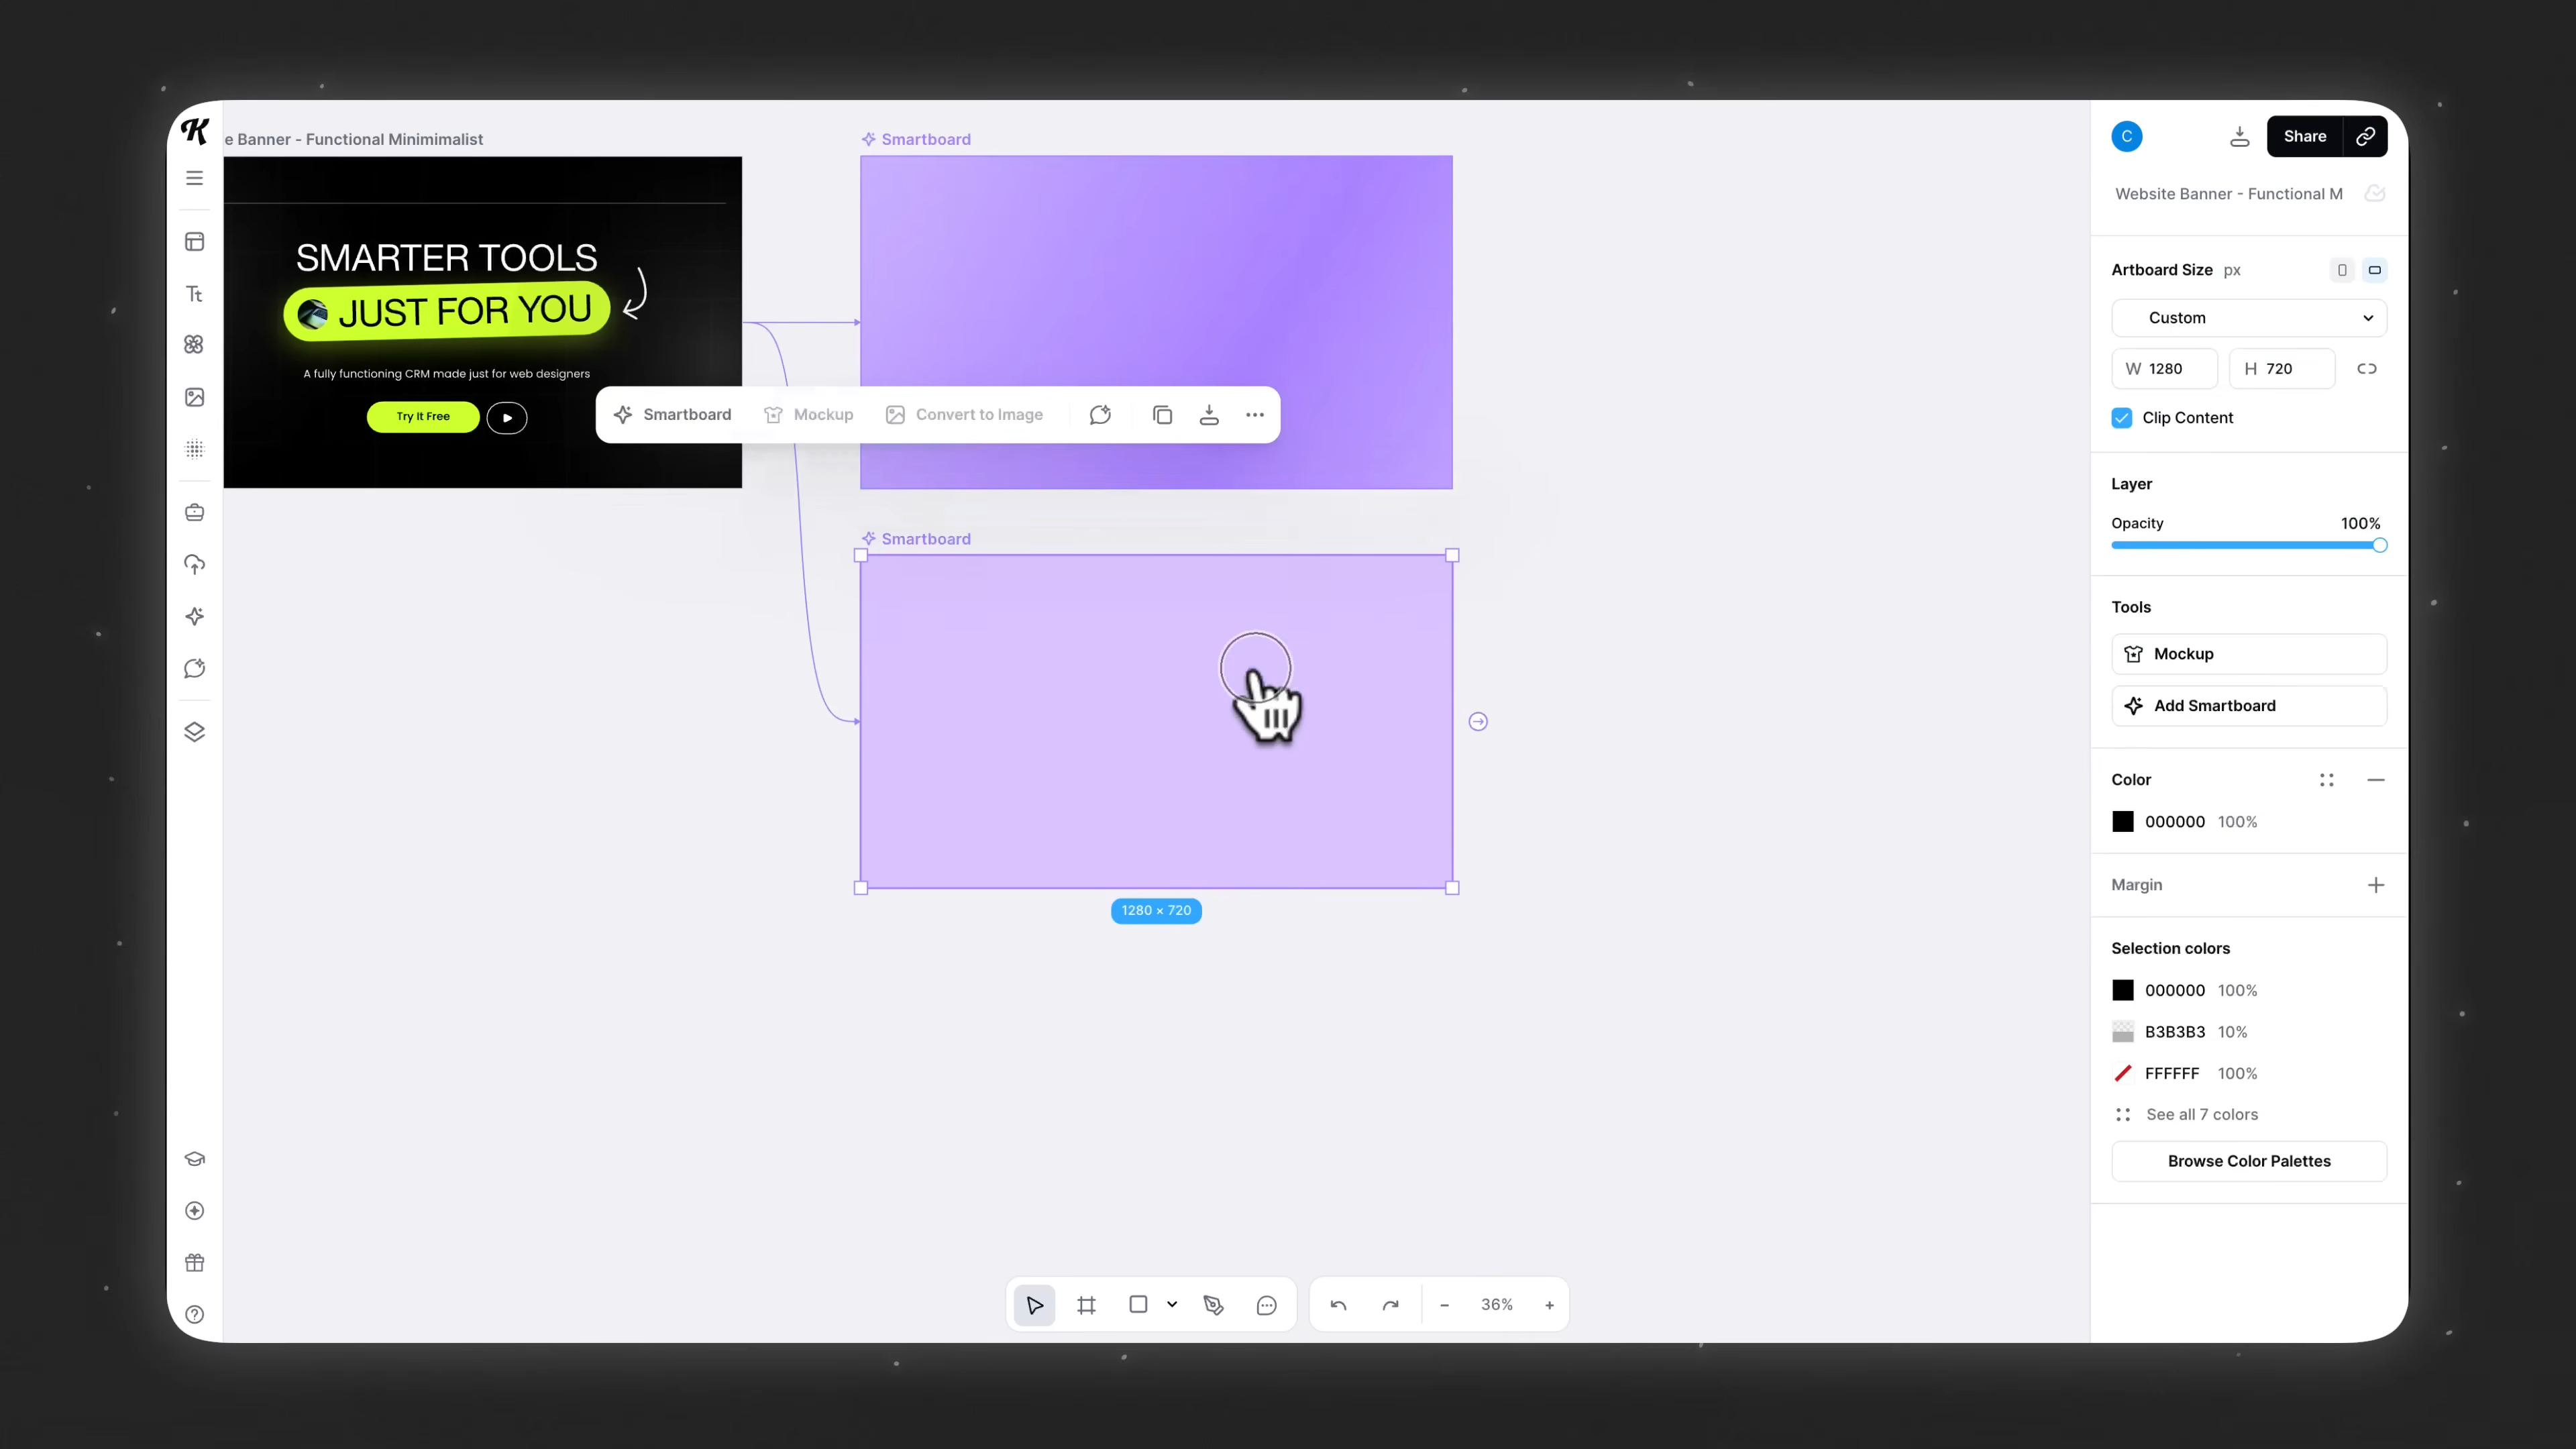 K
e Banner - Functional Minimimalist
SMARTER TOOLS
JUST FOR YOU
A fully functioning CRM made just for web designers
Try It Free
Smartboard
Smartboard
Mockup
Convert to Image
Smartboard
1280 × 720
Tt
36%
C
Share
Website Banner - Functional M
Artboard Size px
Custom
W 1280
H 720
Clip Content
Layer
Opacity 100%
Tools
Mockup
Add Smartboard
Color
000000 100%
Margin
Selection colors
000000 100%
B3B3B3 10%
FFFFFF 100%
See all 7 colors
Browse Color Palettes